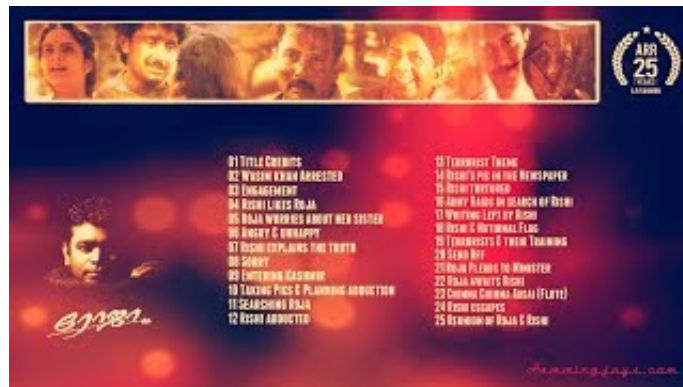 ARR
25
YEARS
01 Title Credits
02 Wasim Khan Arrested
03 Engagement
04 Rishi likes Roja
05 Roja worries about her sister
06 Angry & unhappy
07 Rishi explains the truth
08 Sorry
09 Entering Kashmir
10 Taking Pics & Planning abduction
11 Searching Roja
12 Rishi abducted
13 Terrorist Theme
14 Rishi's pic in the Newspaper
15 Rishi tortured
16 Army Raids in search of Rishi
17 Writing Left by Rishi
18 Rishi & National Flag
19 Terrorists & their Training
20 Send Off
21 Roja Pleads to Minister
22 Roja awaits Rishi
23 Chinna Chinna Aasai (Flute)
24 Rishi escapes
25 Reunion of Roja & Rishi
ரோஜா
Hummingjays.com